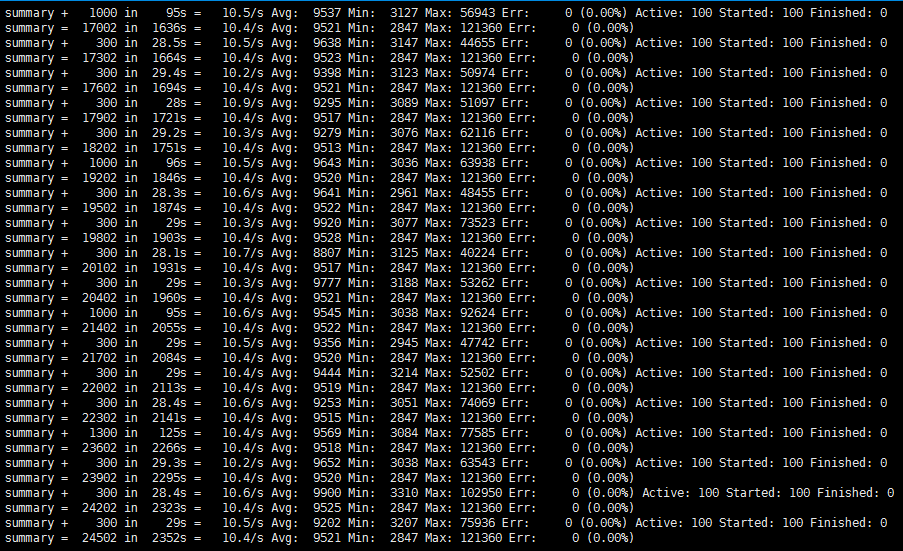 summary +   1000 in    95s =   10.5/s Avg:  9537 Min:  3127 Max: 56943 Err:     0 (0.00%) Active: 100 Started: 100 Finished: 0
summary =  17002 in  1636s =   10.4/s Avg:  9521 Min:  2847 Max: 121360 Err:     0 (0.00%)
summary +    300 in  28.5s =   10.5/s Avg:  9638 Min:  3147 Max: 44655 Err:     0 (0.00%) Active: 100 Started: 100 Finished: 0
summary =  17302 in  1664s =   10.4/s Avg:  9523 Min:  2847 Max: 121360 Err:     0 (0.00%)
summary +    300 in  29.4s =   10.2/s Avg:  9398 Min:  3123 Max: 50974 Err:     0 (0.00%) Active: 100 Started: 100 Finished: 0
summary =  17602 in  1694s =   10.4/s Avg:  9521 Min:  2847 Max: 121360 Err:     0 (0.00%)
summary +    300 in    28s =   10.9/s Avg:  9295 Min:  3089 Max: 51097 Err:     0 (0.00%) Active: 100 Started: 100 Finished: 0
summary =  17902 in  1721s =   10.4/s Avg:  9517 Min:  2847 Max: 121360 Err:     0 (0.00%)
summary +    300 in  29.2s =   10.3/s Avg:  9279 Min:  3076 Max: 62116 Err:     0 (0.00%) Active: 100 Started: 100 Finished: 0
summary =  18202 in  1751s =   10.4/s Avg:  9513 Min:  2847 Max: 121360 Err:     0 (0.00%)
summary +   1000 in    96s =   10.5/s Avg:  9643 Min:  3036 Max: 63938 Err:     0 (0.00%) Active: 100 Started: 100 Finished: 0
summary =  19202 in  1846s =   10.4/s Avg:  9520 Min:  2847 Max: 121360 Err:     0 (0.00%)
summary +    300 in  28.3s =   10.6/s Avg:  9641 Min:  2961 Max: 48455 Err:     0 (0.00%) Active: 100 Started: 100 Finished: 0
summary =  19502 in  1874s =   10.4/s Avg:  9522 Min:  2847 Max: 121360 Err:     0 (0.00%)
summary +    300 in    29s =   10.3/s Avg:  9920 Min:  3077 Max: 73523 Err:     0 (0.00%) Active: 100 Started: 100 Finished: 0
summary =  19802 in  1903s =   10.4/s Avg:  9528 Min:  2847 Max: 121360 Err:     0 (0.00%)
summary +    300 in  28.1s =   10.7/s Avg:  8807 Min:  3125 Max: 40224 Err:     0 (0.00%) Active: 100 Started: 100 Finished: 0
summary =  20102 in  1931s =   10.4/s Avg:  9517 Min:  2847 Max: 121360 Err:     0 (0.00%)
summary +    300 in    29s =   10.3/s Avg:  9777 Min:  3188 Max: 53262 Err:     0 (0.00%) Active: 100 Started: 100 Finished: 0
summary =  20402 in  1960s =   10.4/s Avg:  9521 Min:  2847 Max: 121360 Err:     0 (0.00%)
summary +   1000 in    95s =   10.6/s Avg:  9545 Min:  3038 Max: 92624 Err:     0 (0.00%) Active: 100 Started: 100 Finished: 0
summary =  21402 in  2055s =   10.4/s Avg:  9522 Min:  2847 Max: 121360 Err:     0 (0.00%)
summary +    300 in    29s =   10.5/s Avg:  9356 Min:  2945 Max: 47742 Err:     0 (0.00%) Active: 100 Started: 100 Finished: 0
summary =  21702 in  2084s =   10.4/s Avg:  9520 Min:  2847 Max: 121360 Err:     0 (0.00%)
summary +    300 in    29s =   10.4/s Avg:  9444 Min:  3214 Max: 52502 Err:     0 (0.00%) Active: 100 Started: 100 Finished: 0
summary =  22002 in  2113s =   10.4/s Avg:  9519 Min:  2847 Max: 121360 Err:     0 (0.00%)
summary +    300 in  28.4s =   10.6/s Avg:  9253 Min:  3051 Max: 74069 Err:     0 (0.00%) Active: 100 Started: 100 Finished: 0
summary =  22302 in  2141s =   10.4/s Avg:  9515 Min:  2847 Max: 121360 Err:     0 (0.00%)
summary +   1300 in   125s =   10.4/s Avg:  9569 Min:  3084 Max: 77585 Err:     0 (0.00%) Active: 100 Started: 100 Finished: 0
summary =  23602 in  2266s =   10.4/s Avg:  9518 Min:  2847 Max: 121360 Err:     0 (0.00%)
summary +    300 in  29.3s =   10.2/s Avg:  9652 Min:  3038 Max: 63543 Err:     0 (0.00%) Active: 100 Started: 100 Finished: 0
summary =  23902 in  2295s =   10.4/s Avg:  9520 Min:  2847 Max: 121360 Err:     0 (0.00%)
summary +    300 in  28.4s =   10.6/s Avg:  9900 Min:  3310 Max: 102950 Err:     0 (0.00%) Active: 100 Started: 100 Finished: 0
summary =  24202 in  2323s =   10.4/s Avg:  9525 Min:  2847 Max: 121360 Err:     0 (0.00%)
summary +    300 in    29s =   10.5/s Avg:  9202 Min:  3207 Max: 75936 Err:     0 (0.00%) Active: 100 Started: 100 Finished: 0
summary =  24502 in  2352s =   10.4/s Avg:  9521 Min:  2847 Max: 121360 Err:     0 (0.00%)